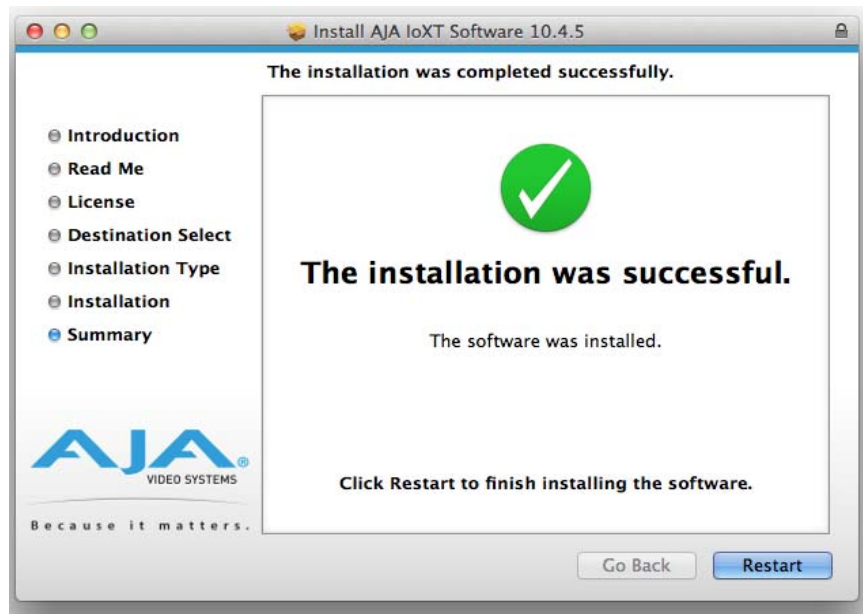 Install AJA IoXT Software 10.4.5
The installation was completed successfully.
Introduction
Read Me
License
Destination Select
Installation Type
Installation
Summary
The installation was successful.
The software was installed.
Click Restart to finish installing the software.
AJA®
VIDEO SYSTEMS
Because it matters.
Go Back
Restart